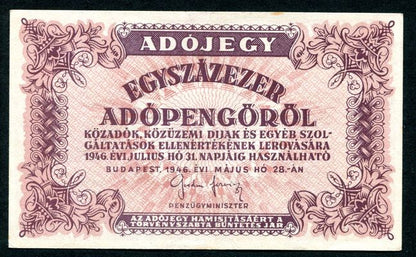 ADÓJEGY
EGYSZÁZEZER
ADÓPENGŐRŐL
KÖZADÓK, KÖZÜZEMI DIJAK ÉS EGYÉB SZOL-
GÁLTATÁSOK ELLENÉRTÉKÉNEK LEROVÁSÁRA
1946. ÉVI JULIUS HÓ 31. NAPJÁIG HASZNÁLHATÓ
BUDAPEST, 1946. ÉVI MÁJUS HÓ 28.-ÁN
PENZÜGYMINISZTER
AZ ADÓJEGY HAMISITÁSÁÉRT A
TÖRVÉNYSZABTA BÜNTETÉS JÁR